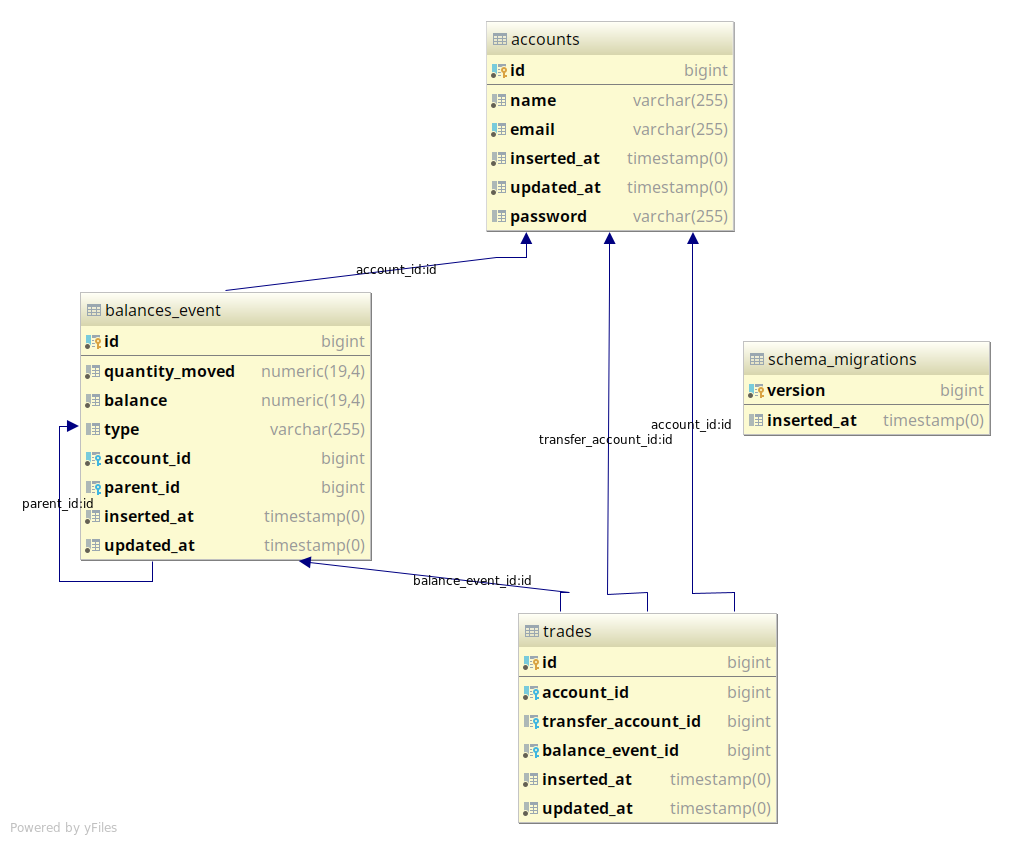 accounts
id bigint
name varchar(255)
email varchar(255)
inserted_at timestamp(0)
updated_at timestamp(0)
password varchar(255)
account_id:id
balances_event
id bigint
quantity_moved numeric(19,4)
balance numeric(19,4)
type varchar(255)
account_id bigint
parent_id bigint
inserted_at timestamp(0)
updated_at timestamp(0)
parent_id:id
schema_migrations
version bigint
inserted_at timestamp(0)
account_id:id
transfer_account_id:id
balance_event_id:id
trades
id bigint
account_id bigint
transfer_account_id bigint
balance_event_id bigint
inserted_at timestamp(0)
updated_at timestamp(0)
Powered by yFiles